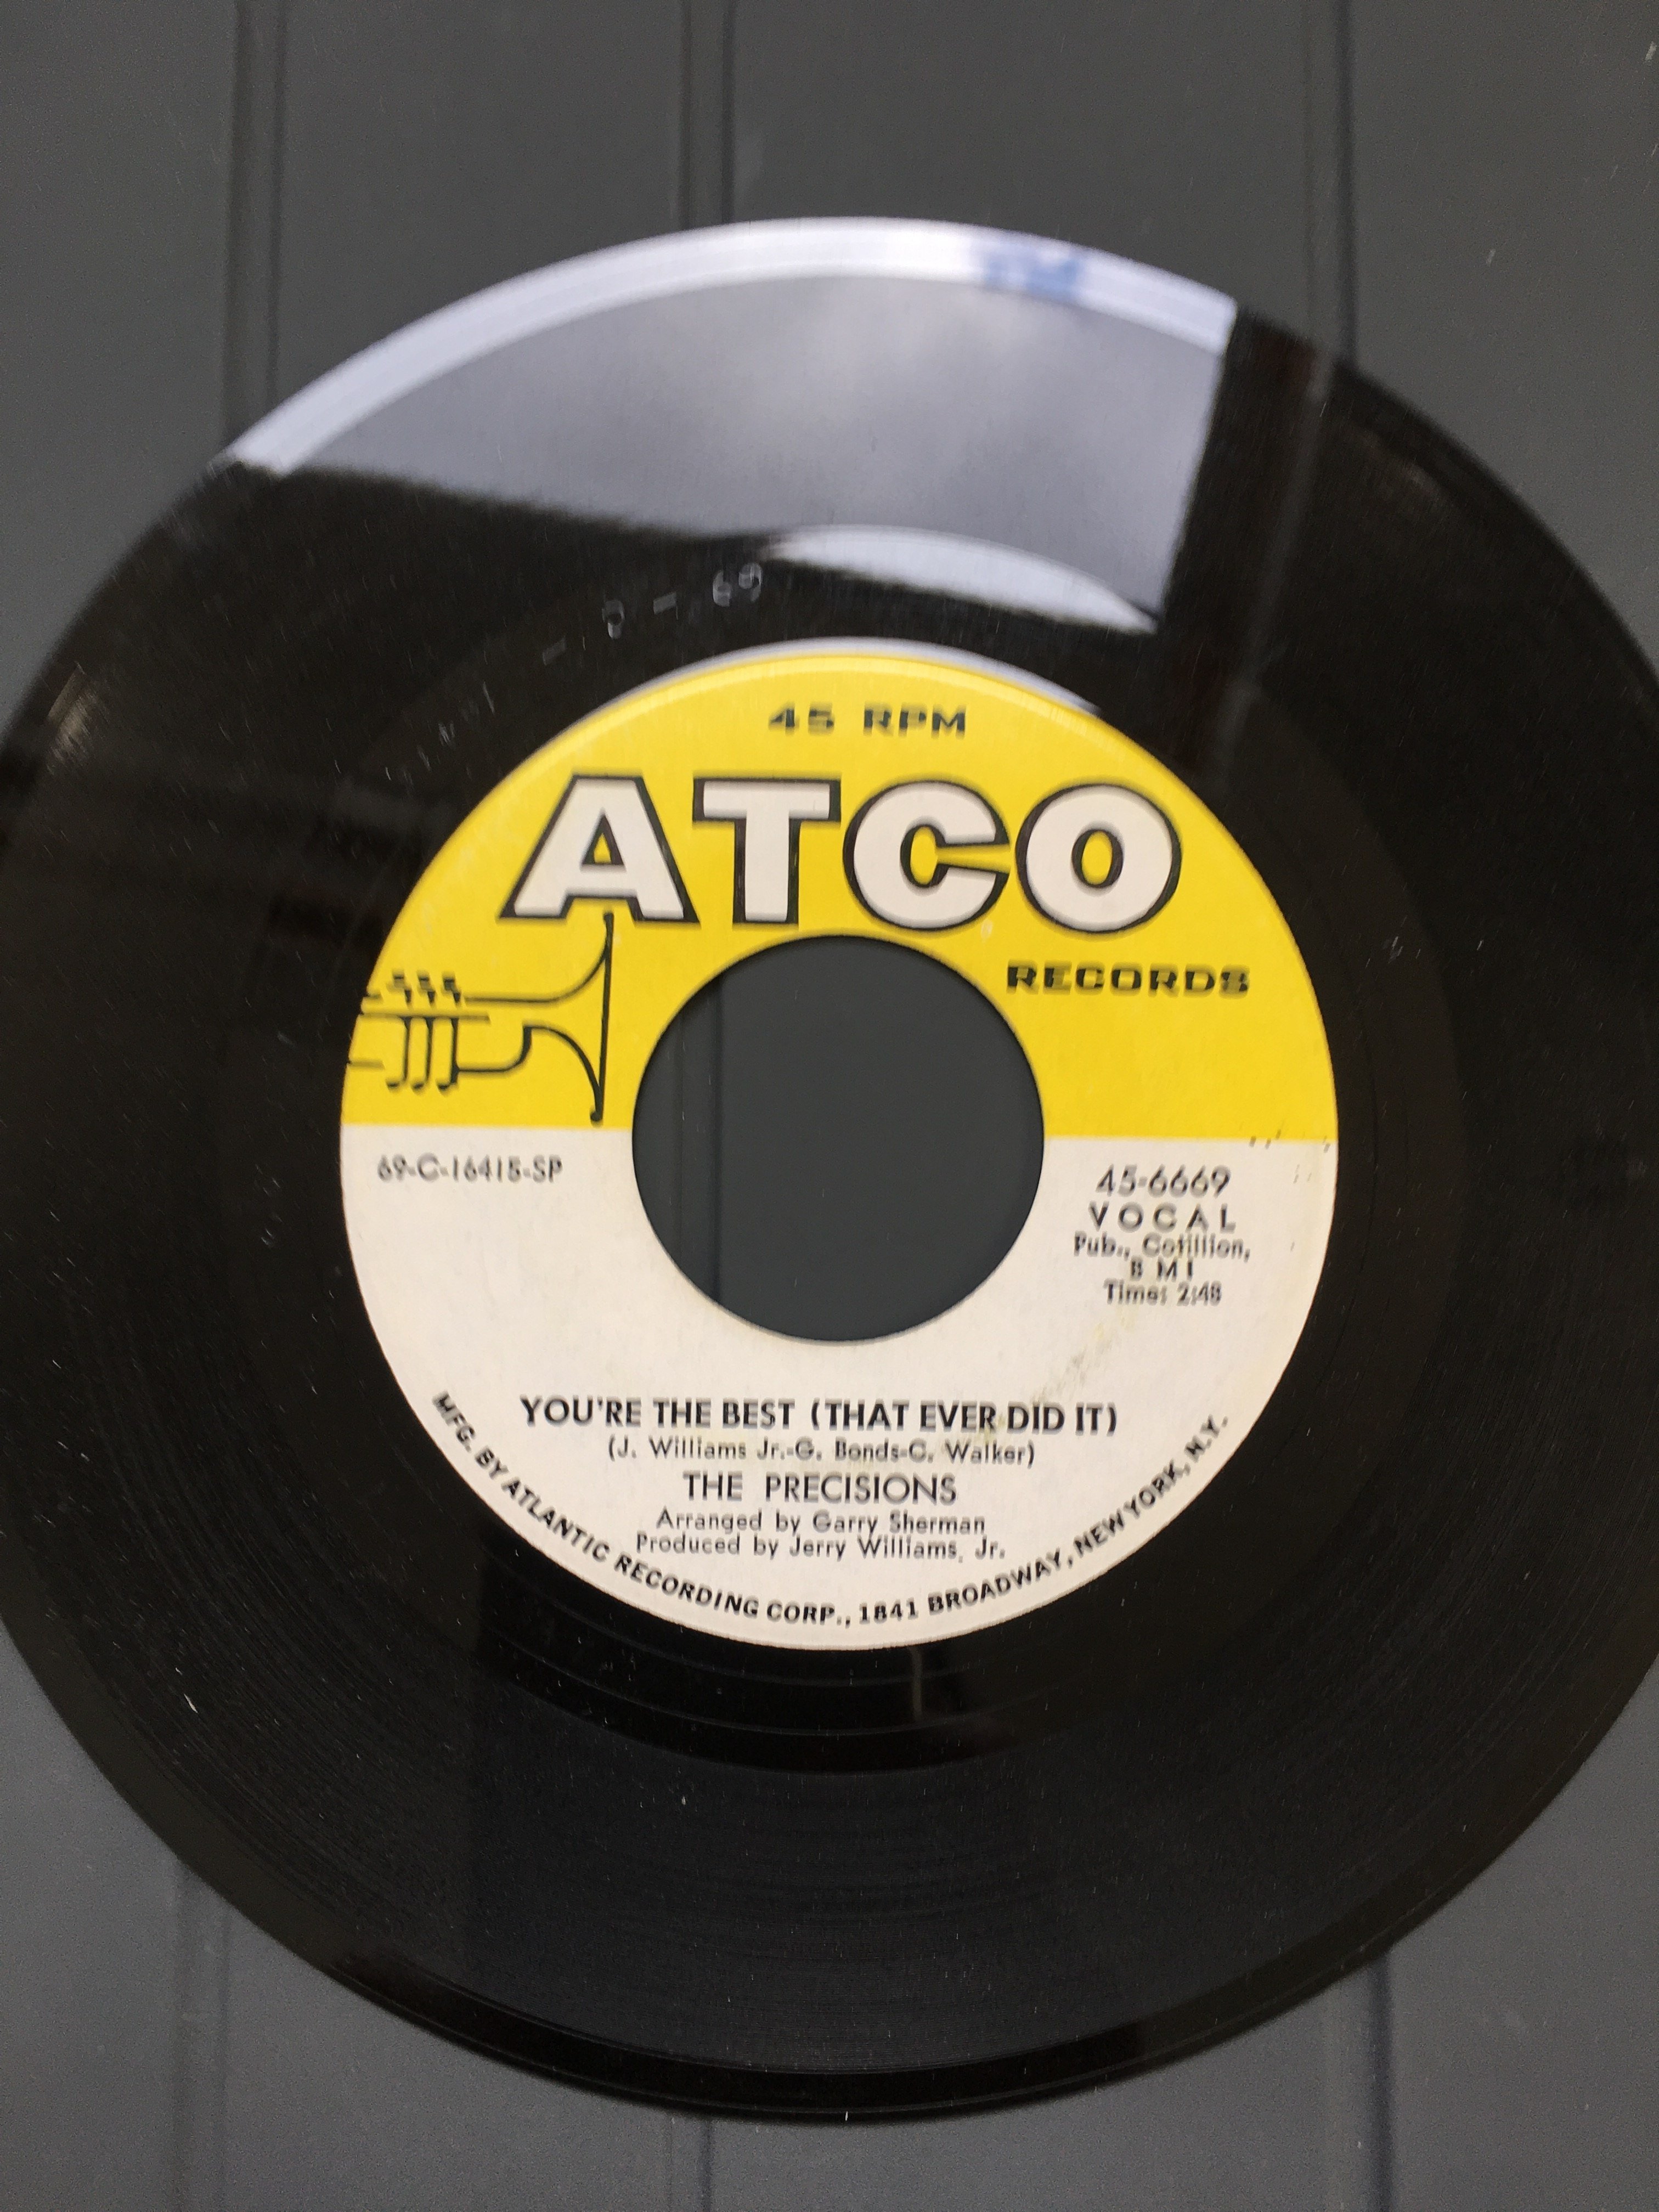 45 RPM
ATCO
RECORDS
69-C-16415-SP
45-6669
VOCAL
Pub., Cotillion,
BMI
Time: 2:48
YOU'RE THE BEST (THAT EVER DID IT)
(J. Williams Jr.-G. Bonds-C. Walker)
THE PRECISIONS
Arranged by Garry Sherman
Produced by Jerry Williams, Jr.
MFG. BY ATLANTIC RECORDING CORP., 1841 BROADWAY, NEW YORK, N.Y.